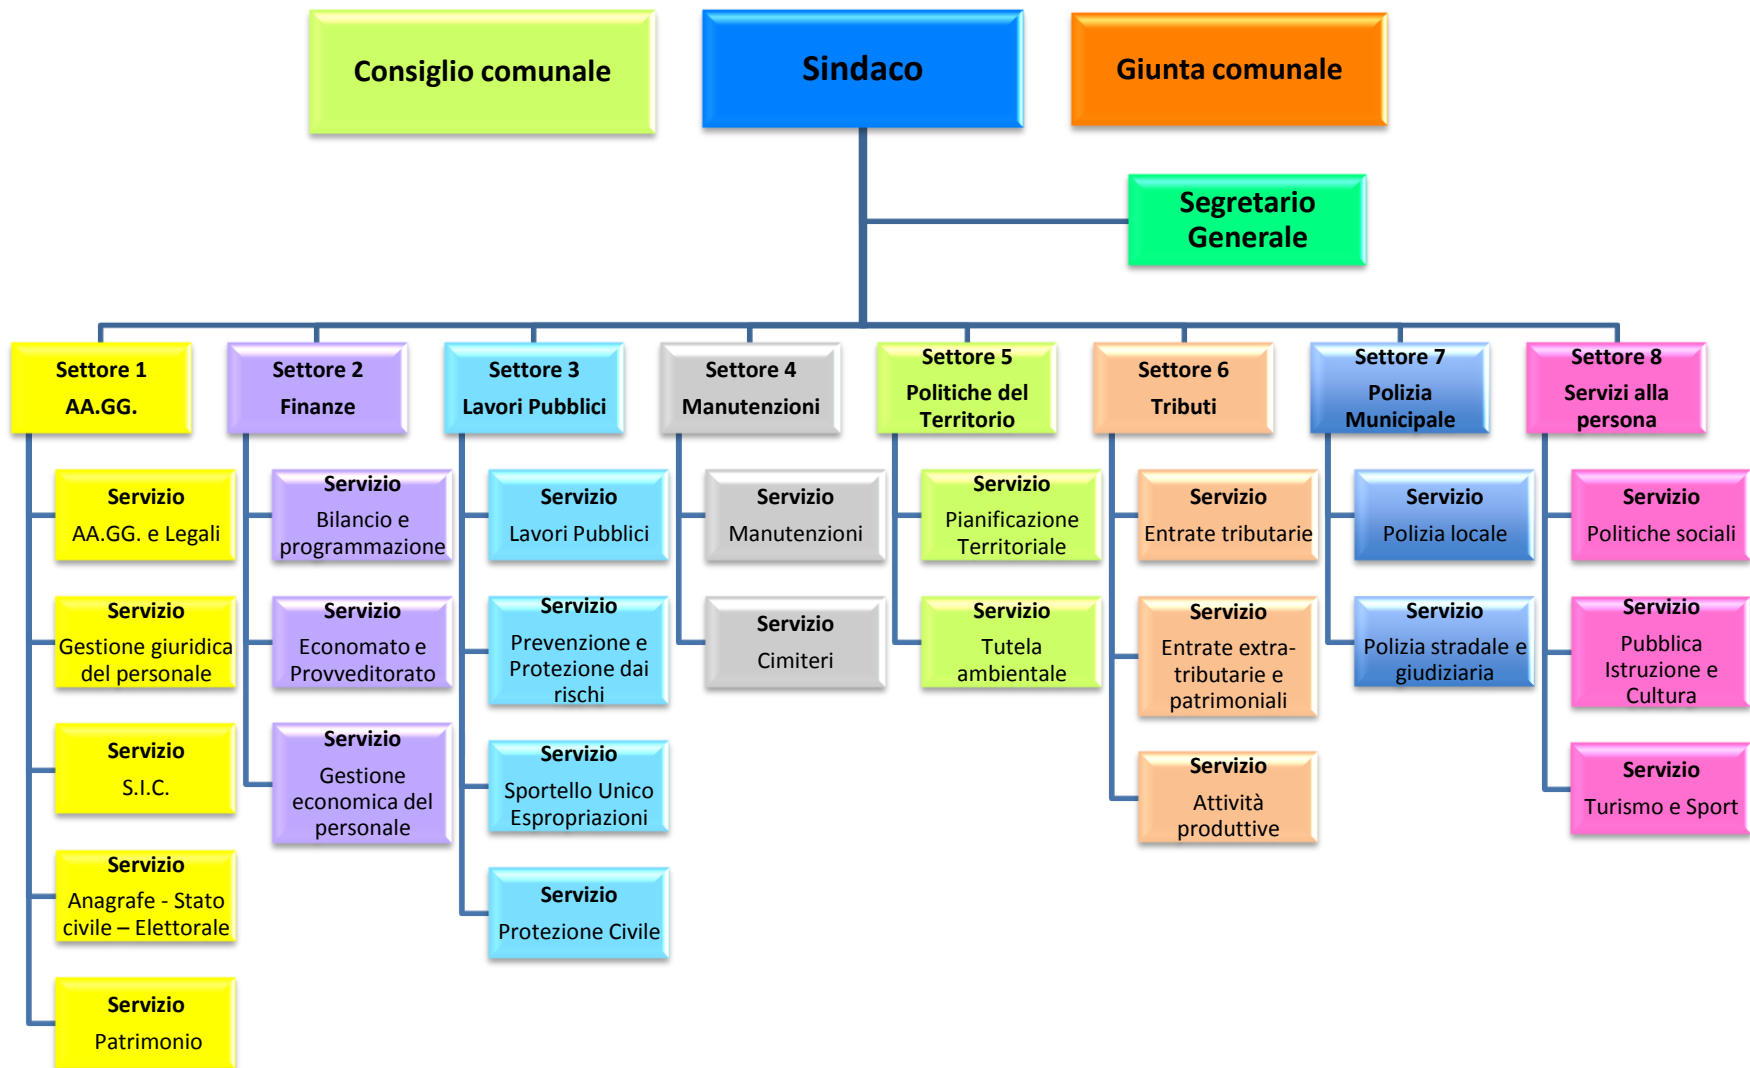 Consiglio comunale
Sindaco
Giunta comunale
Segretario
Generale
Settore 1
AA.GG.
Servizio
AA.GG. e Legali
Servizio
Gestione giuridica
del personale
Servizio
S.I.C.
Servizio
Anagrafe - Stato
civile – Elettorale
Servizio
Patrimonio
Settore 2
Finanze
Servizio
Bilancio e
programmazione
Servizio
Economato e
Provveditorato
Servizio
Gestione
economica del
personale
Settore 3
Lavori Pubblici
Servizio
Lavori Pubblici
Servizio
Prevenzione e
Protezione dai
rischi
Servizio
Sportello Unico
Espropriazioni
Servizio
Protezione Civile
Settore 4
Manutenzioni
Servizio
Manutenzioni
Servizio
Cimiteri
Settore 5
Politiche del
Territorio
Servizio
Pianificazione
Territoriale
Servizio
Tutela
ambientale
Settore 6
Tributi
Servizio
Entrate tributarie
Servizio
Entrate extra-
tributarie e
patrimoniali
Servizio
Attività
produttive
Settore 7
Polizia
Municipale
Servizio
Polizia locale
Servizio
Polizia stradale e
giudiziaria
Settore 8
Servizi alla
persona
Servizio
Politiche sociali
Servizio
Pubblica
Istruzione e
Cultura
Servizio
Turismo e Sport